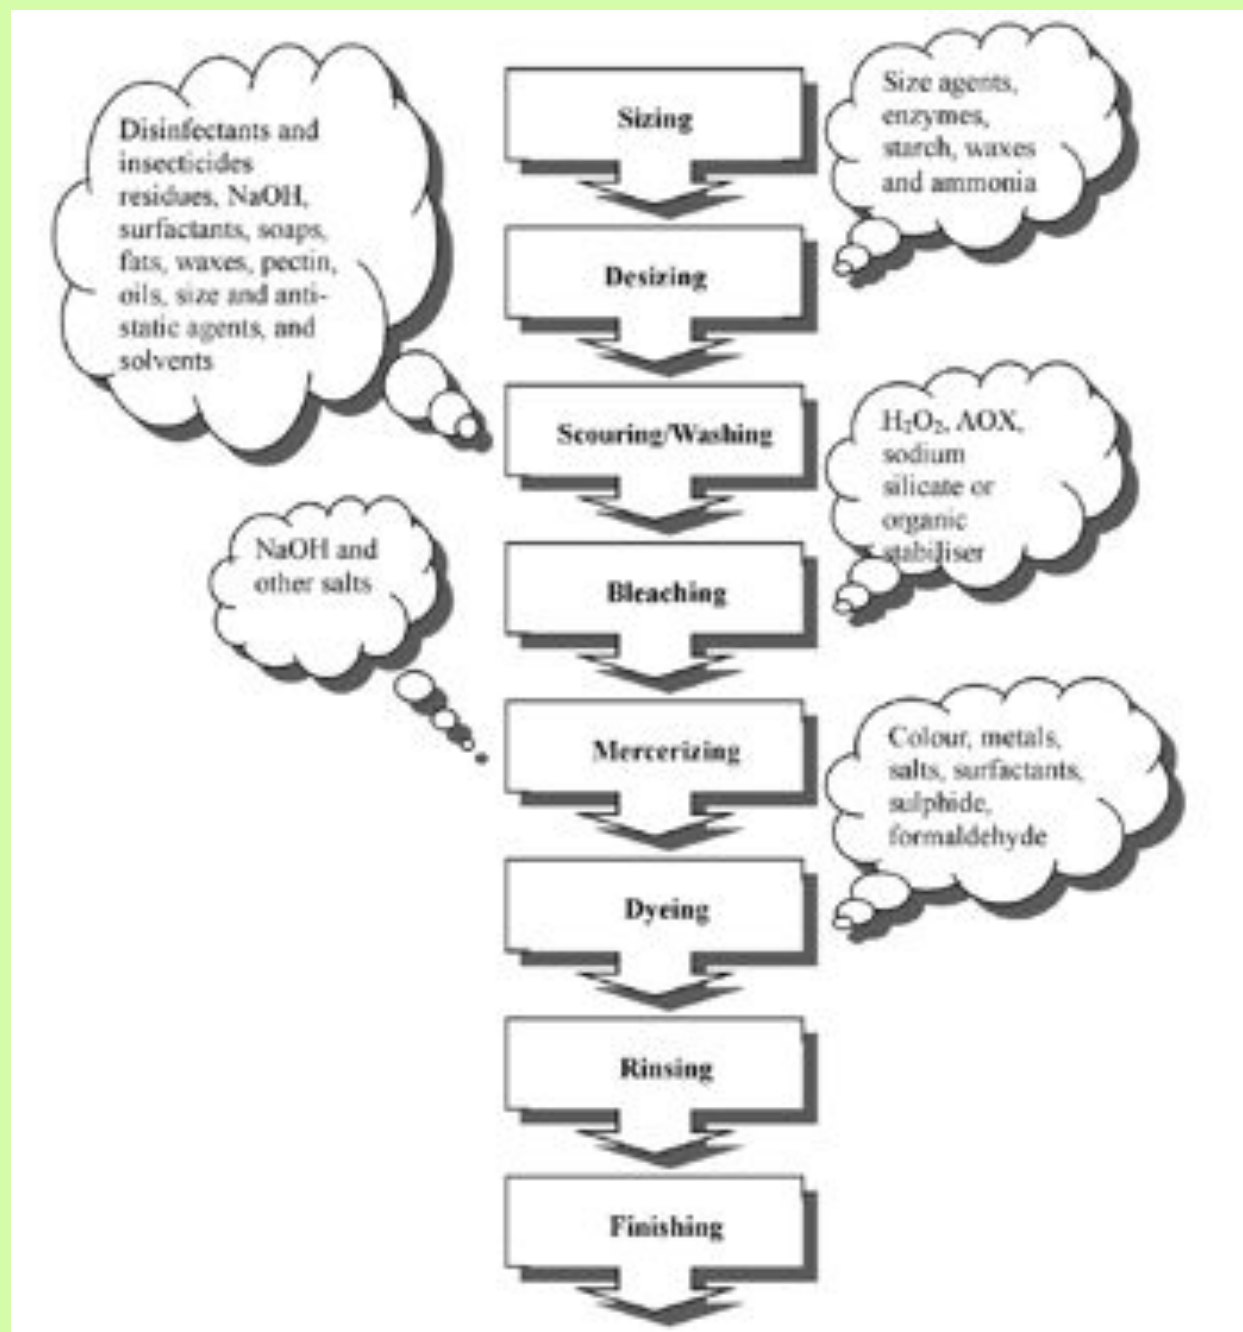 Sizing
Size agents,
enzymes,
starch, waxes
and ammonia
Disinfectants and
insecticides
residues, NaOH,
surfactants, soaps,
fats, waxes, pectin,
oils, size and anti-
static agents, and
solvents
Desizing
Scouring/Washing
H₂O₂, AOX,
sodium
silicate or
organic
stabiliser
NaOH and
other salts
Bleaching
Mercerizing
Colour, metals,
salts, surfactants,
sulphide,
formaldehyde
Dyeing
Rinsing
Finishing